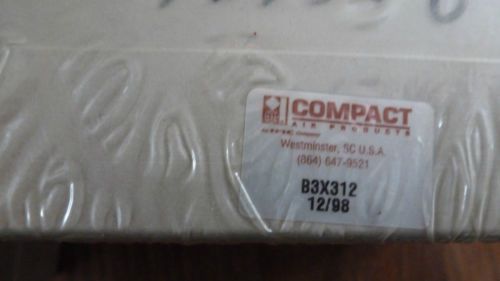 COMPACT
AIR PRODUCTS
Westminster, SC U.S.A.
(864) 647-9521
B3X312
12/98